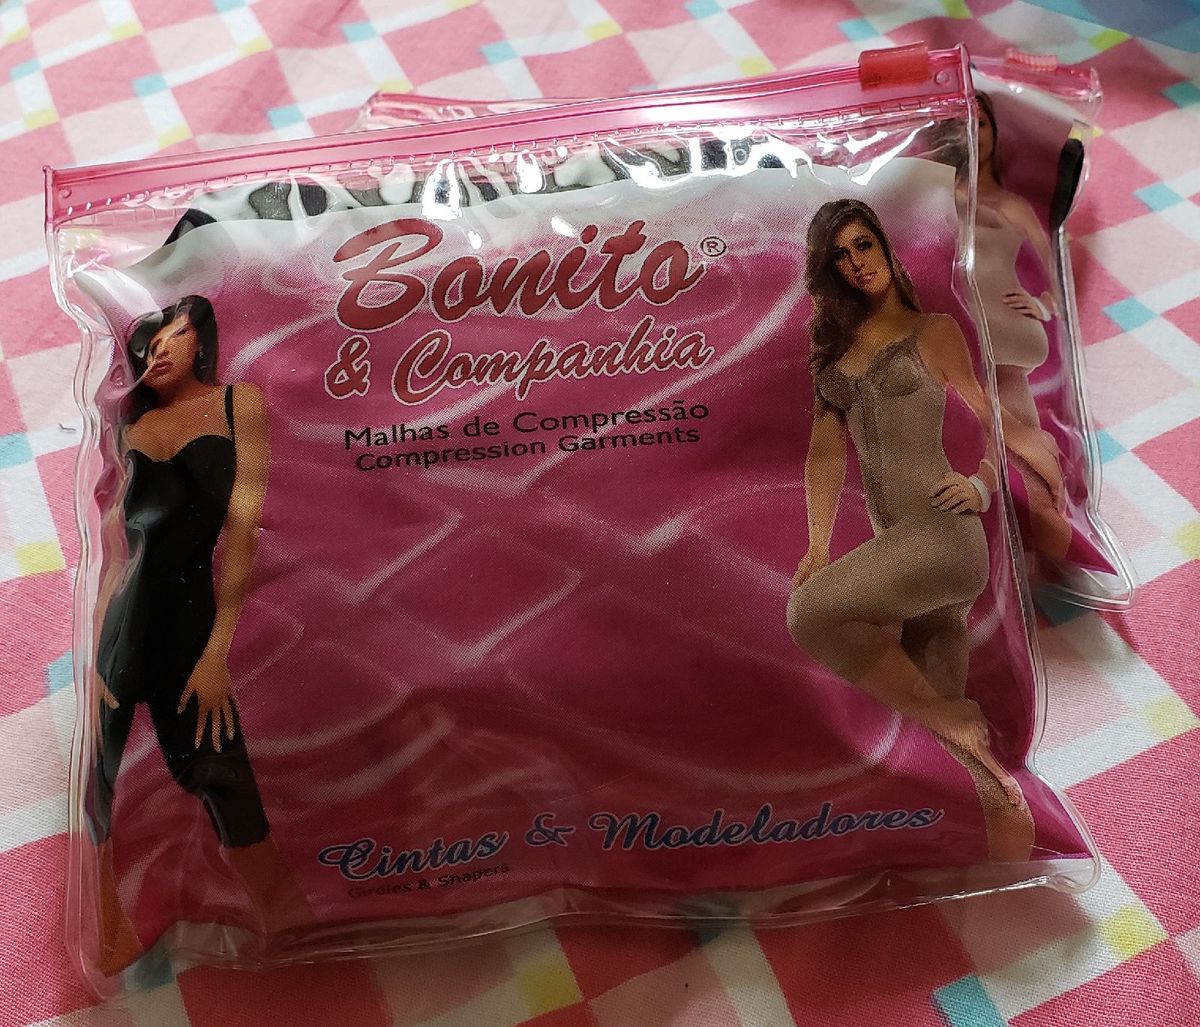 Bonito®
& Companhia
Malhas de Compressão
Compression Garments
Cintas & Modeladores
Girdles & Shapers